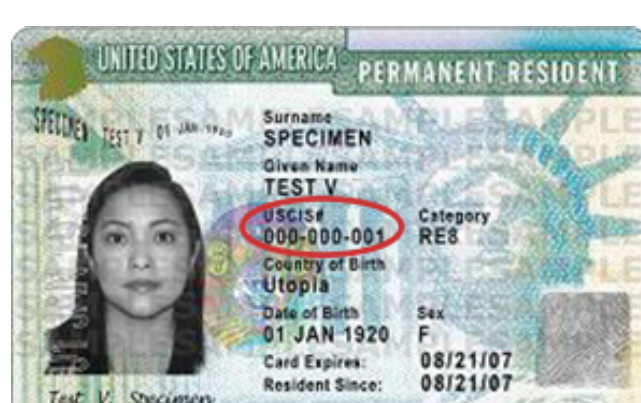 UNITED STATES OF AMERICA
PERMANENT RESIDENT
SPECIMEN TEST V 01 JAN 1920
Surname
SPECIMEN
Given Name
TEST V
USCIS#
000-000-001
Category
RE8
Country of Birth
Utopia
Date of Birth
01 JAN 1920
Sex
F
Card Expires: 08/21/07
Resident Since: 08/21/07
Test V. Specimen